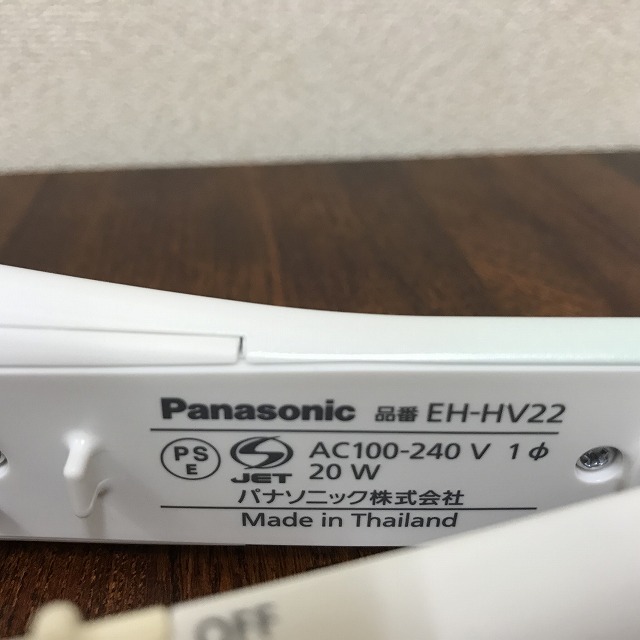 Panasonic 品番 EH-HV22
PS E JET AC100-240 V 1φ
20 W
パナソニック株式会社
Made in Thailand
OFF